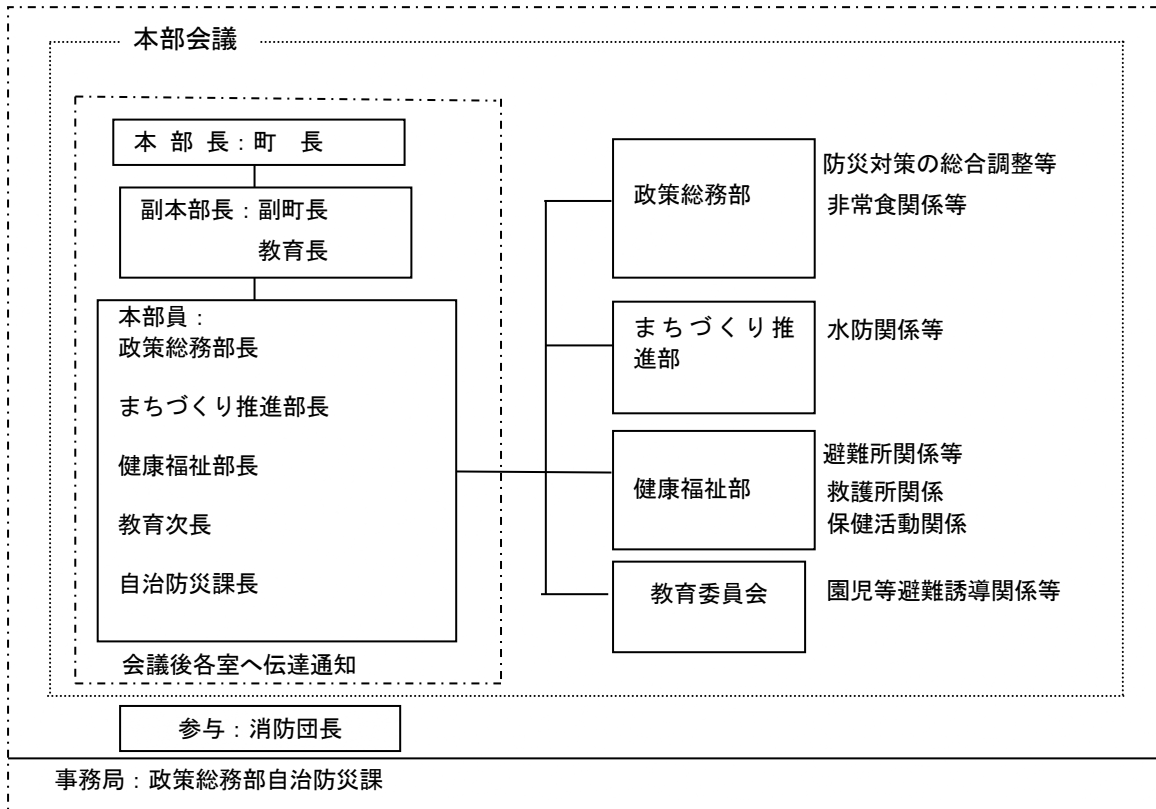 本部会議
本 部 長：町　長
副本部長：副町長
教育長
本部員：
政策総務部長
まちづくり推進部長
健康福祉部長
教育次長
自治防災課長
会議後各室へ伝達通知
政策総務部
防災対策の総合調整等
非常食関係等
まちづくり推
進部
水防関係等
健康福祉部
避難所関係等
救護所関係
保健活動関係
教育委員会
園児等避難誘導関係等
参与：消防団長
事務局：政策総務部自治防災課